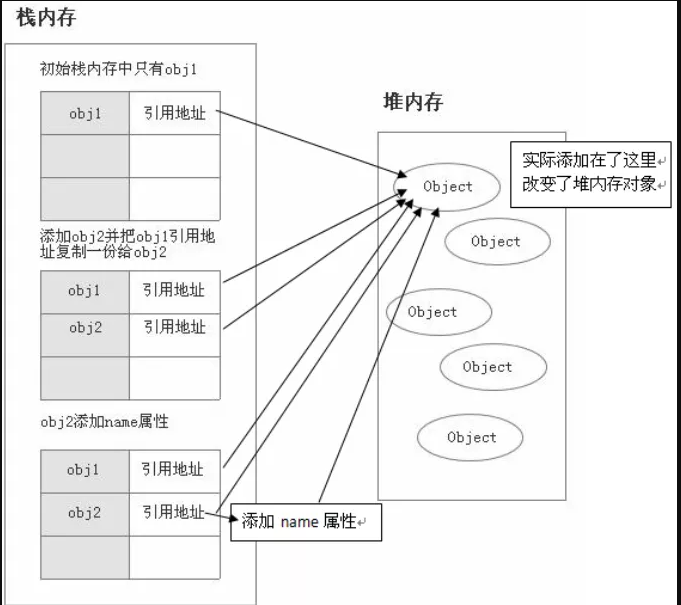 栈内存
初始栈内存中只有obj1
obj1 引用地址
添加obj2并把obj1引用地
址复制一份给obj2
obj1 引用地址
obj2 引用地址
obj2添加name属性
obj1 引用地址
obj2 引用地址
添加 name 属性↵
堆内存
Object
Object
Object
Object
Object
实际添加在了这里↵
改变了堆内存对象↵